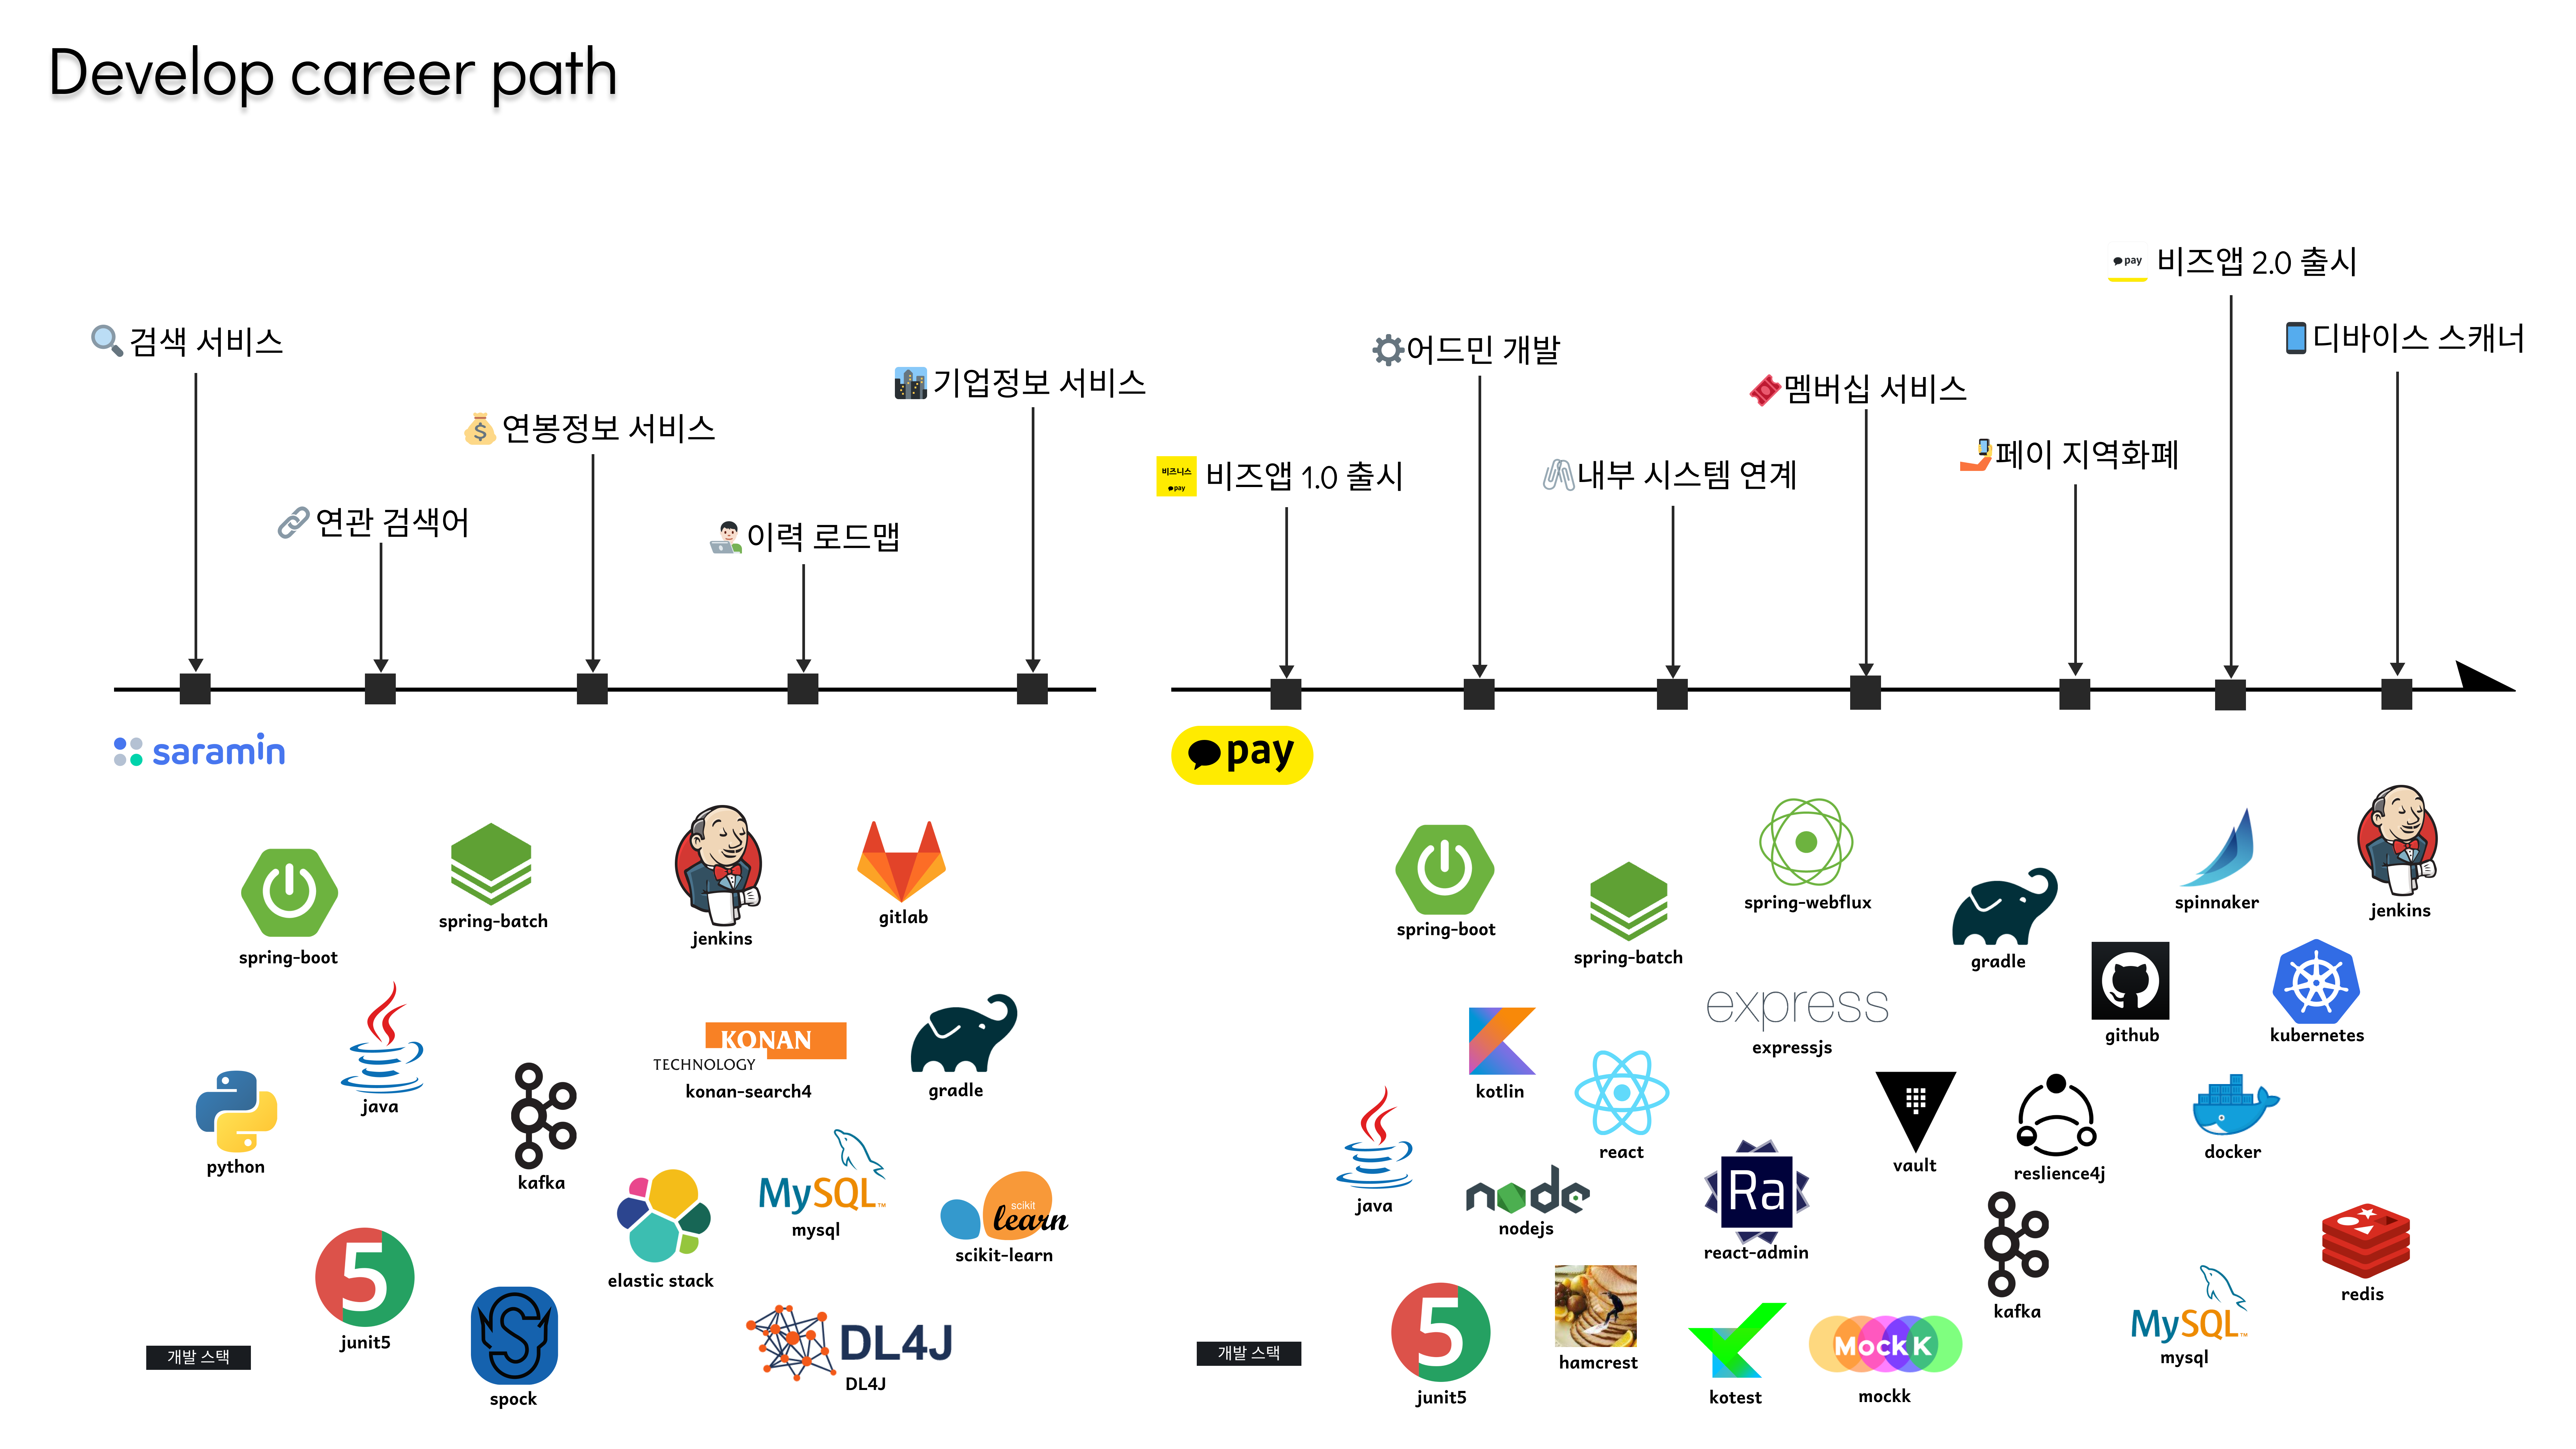 Develop career path
검색 서비스
연관 검색어
연봉정보 서비스
이력 로드맵
기업정보 서비스
비즈니스
pay
비즈앱 1.0 출시
어드민 개발
내부 시스템 연계
멤버십 서비스
페이 지역화폐
pay
비즈앱 2.0 출시
디바이스 스캐너
saramin
spring-boot
spring-batch
jenkins
gitlab
java
KONAN
TECHNOLOGY
konan-search4
gradle
python
kafka
MySQL™
mysql
elastic stack
scikit
learn
scikit-learn
5
junit5
spock
DL4J
DL4J
개발 스택
pay
spring-boot
spring-batch
spring-webflux
gradle
spinnaker
jenkins
github
kubernetes
kotlin
express
expressjs
react
java
node
nodejs
Ra
react-admin
vault
reslience4j
docker
kafka
redis
MySQL™
mysql
5
junit5
hamcrest
kotest
MockK
mockk
개발 스택